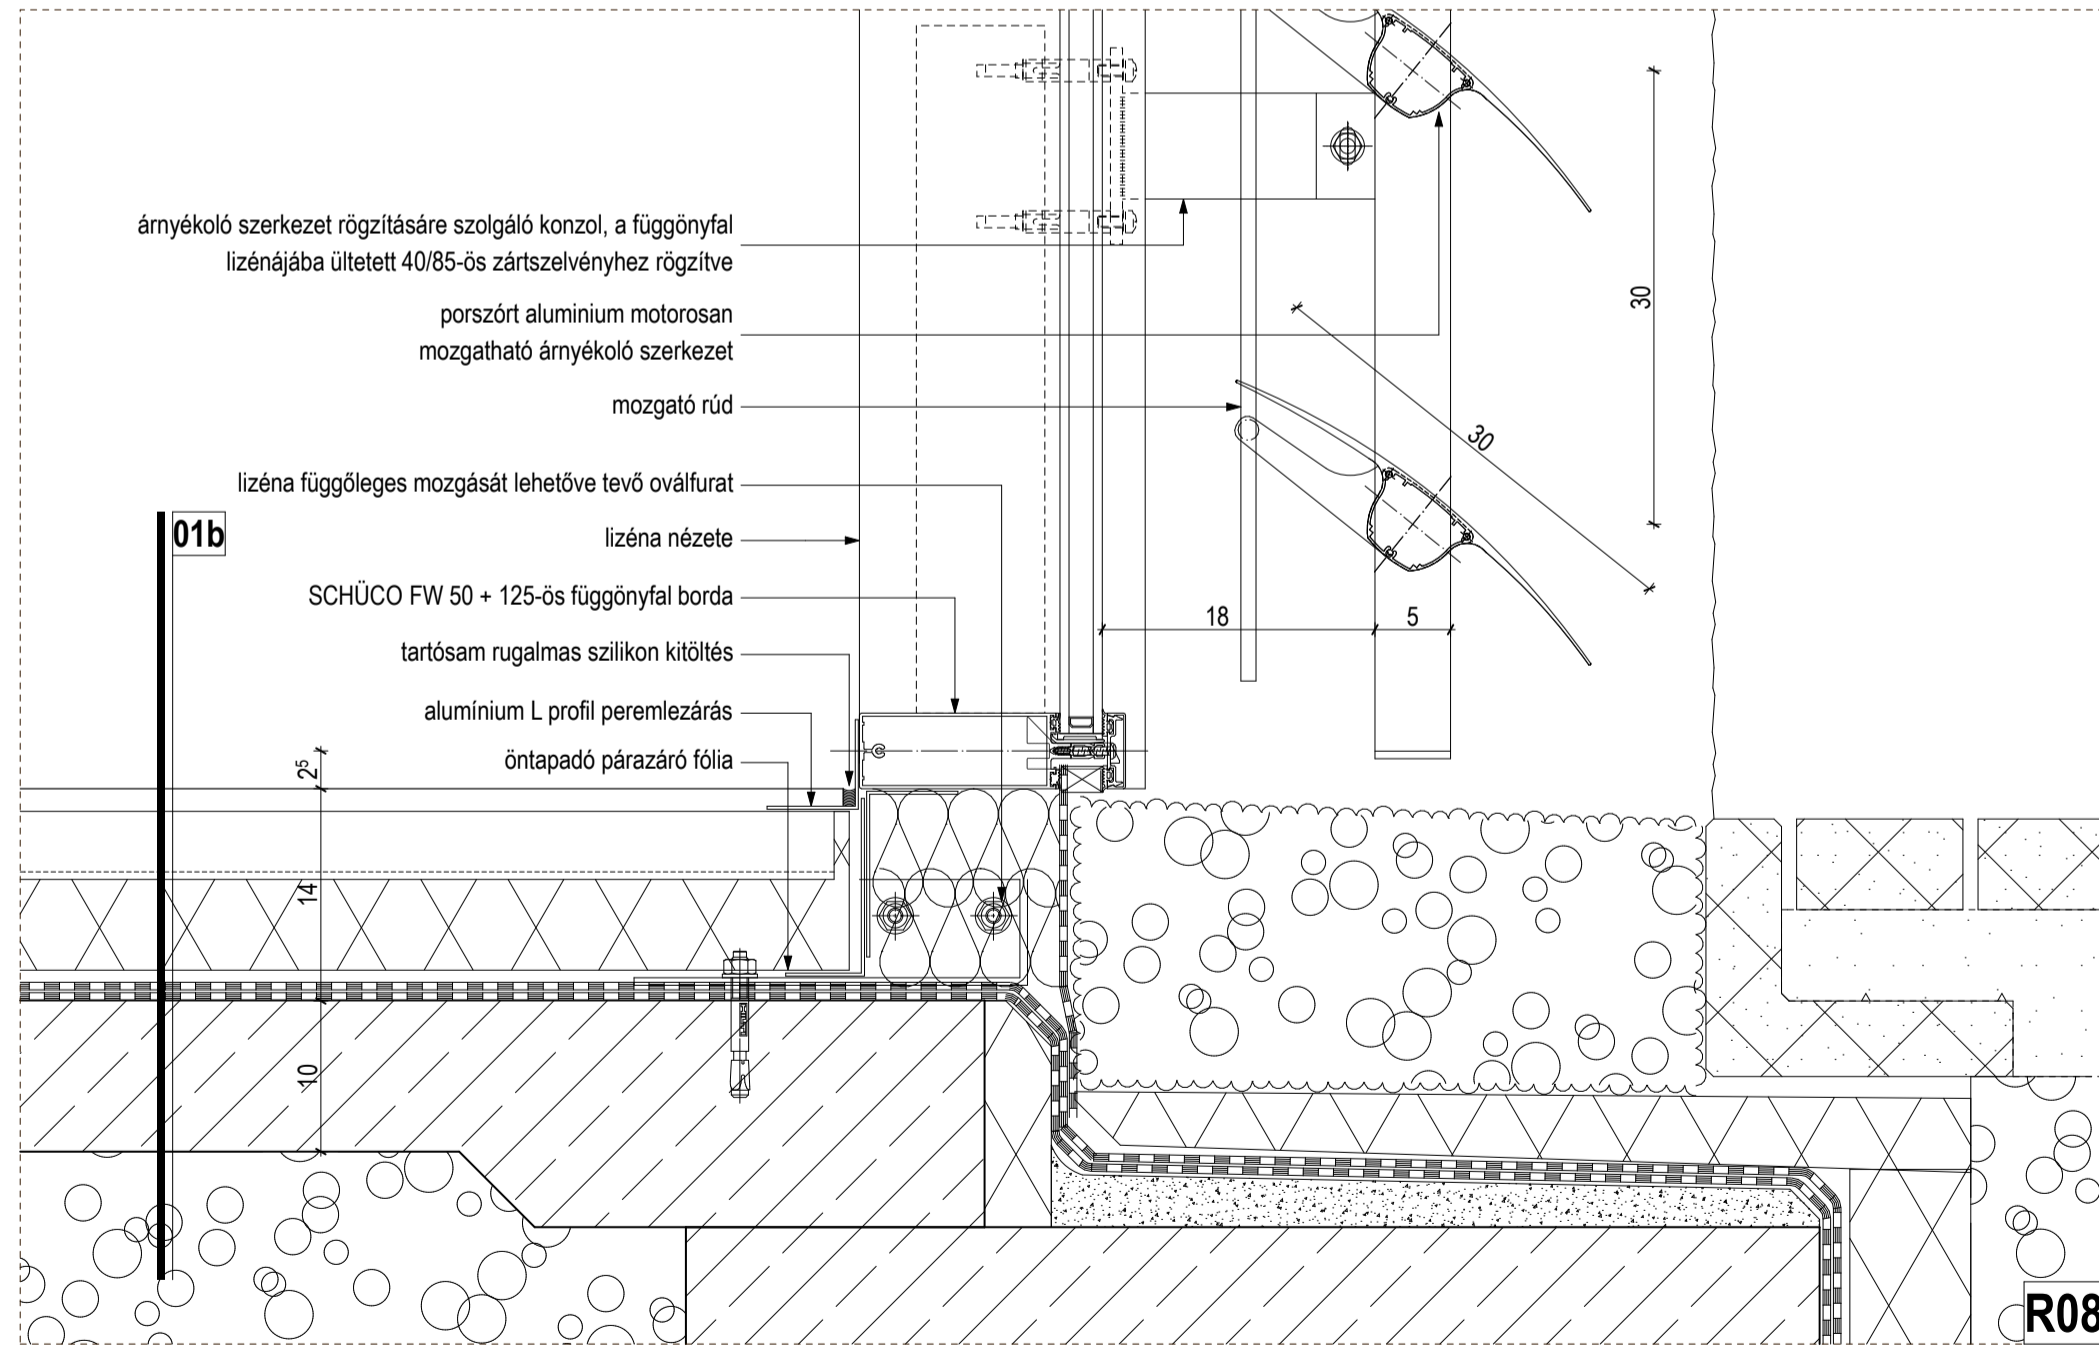 árnyékoló szerkezet rögzításáre szolgáló konzol, a függönyfal
lizénájába ültetett 40/85-ös zártszelvényhez rögzítve
porszórt aluminium motorosan
mozgatható árnyékoló szerkezet
30
mozgató rúd
30
lizéna függőleges mozgását lehetőve tevő oválfurat
01b
lizéna nézete
SCHÜCO FW 50 + 125-ös függönyfal borda
18
5
tartósam rugalmas szilikon kitöltés
alumínium L profil peremlezárás
öntapadó párazáró fólia
2⁵
14
10
R08